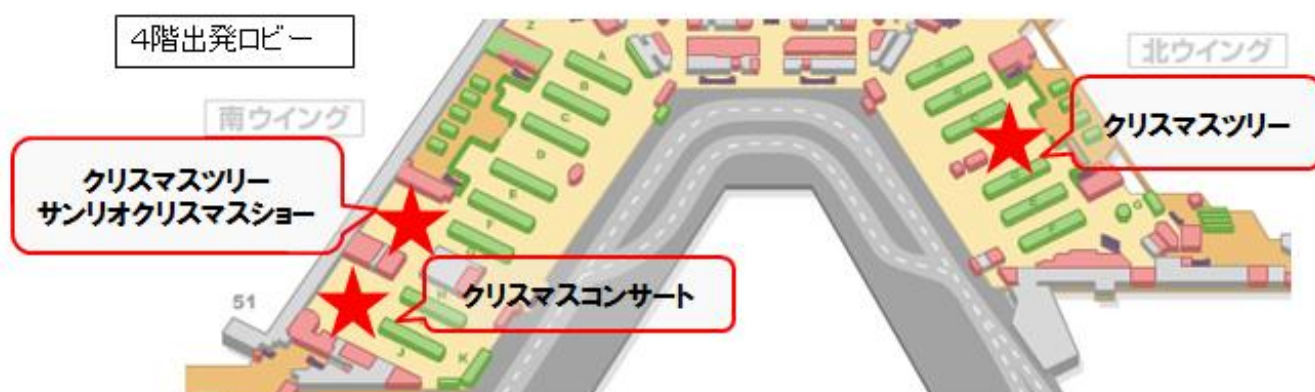 4階出発ロビー
南ウイング
北ウイング
クリスマスツリー
サンリオクリスマスショー
クリスマスツリー
クリスマスコンサート
51
Z
A
B
C
D
E
F
J
K